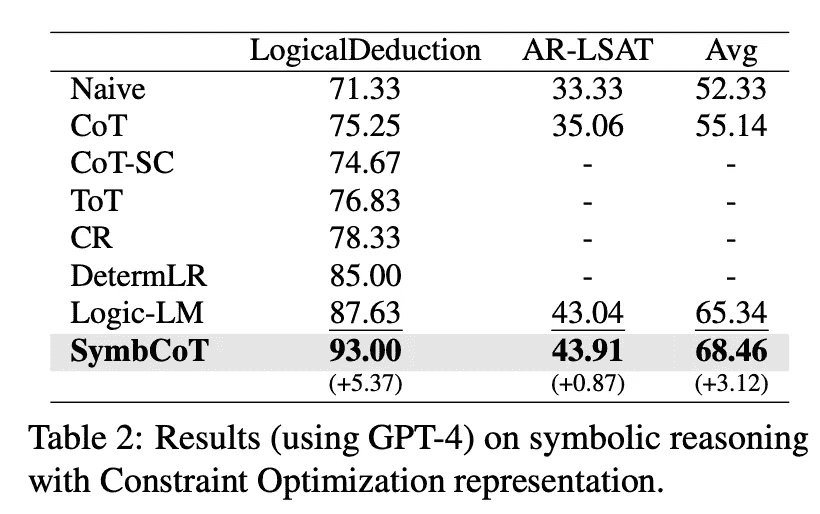 LogicalDeduction AR-LSAT Avg
Naive 71.33 33.33 52.33
CoT 75.25 35.06 55.14
CoT-SC 74.67 - -
ToT 76.83 - -
CR 78.33 - -
DetermLR 85.00 - -
Logic-LM 87.63 43.04 65.34
SymbCoT 93.00 43.91 68.46
(+5.37) (+0.87) (+3.12)
Table 2: Results (using GPT-4) on symbolic reasoning
with Constraint Optimization representation.